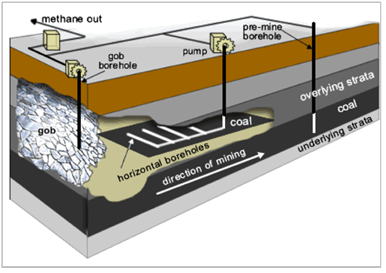 methane out
pre-mine
borehole
gob
borehole
pump
overlying strata
coal
coal
gob
horizontal boreholes
underlying strata
direction of mining